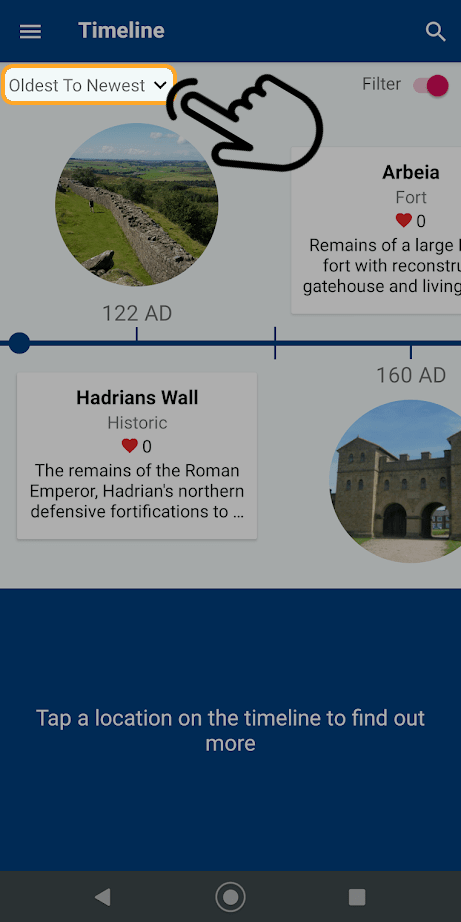 Timeline
Oldest To Newest
Filter
Arbeia
Fort
0
Remains of a large
fort with reconstru
gatehouse and living
122 AD
160 AD
Hadrians Wall
Historic
0
The remains of the Roman
Emperor, Hadrian's northern
defensive fortifications to ...
Tap a location on the timeline to find out
more